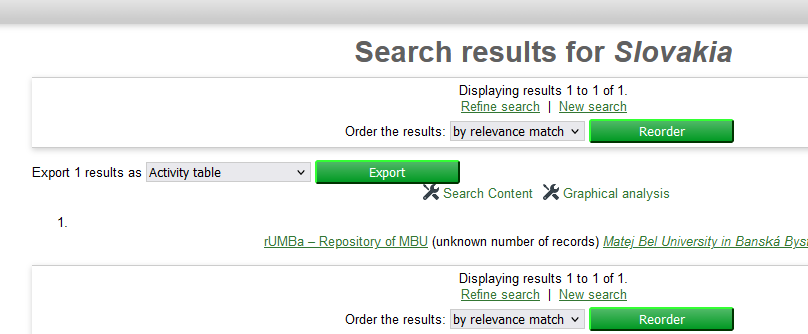 Search results for Slovakia
Displaying results 1 to 1 of 1.
Refine search | New search
Order the results: by relevance match Reorder
Export 1 results as Activity table Export
Search Content Graphical analysis
1.
rUMBa – Repository of MBU (unknown number of records) Matej Bel University in Banská
Displaying results 1 to 1 of 1.
Refine search | New search
Order the results: by relevance match Reorder